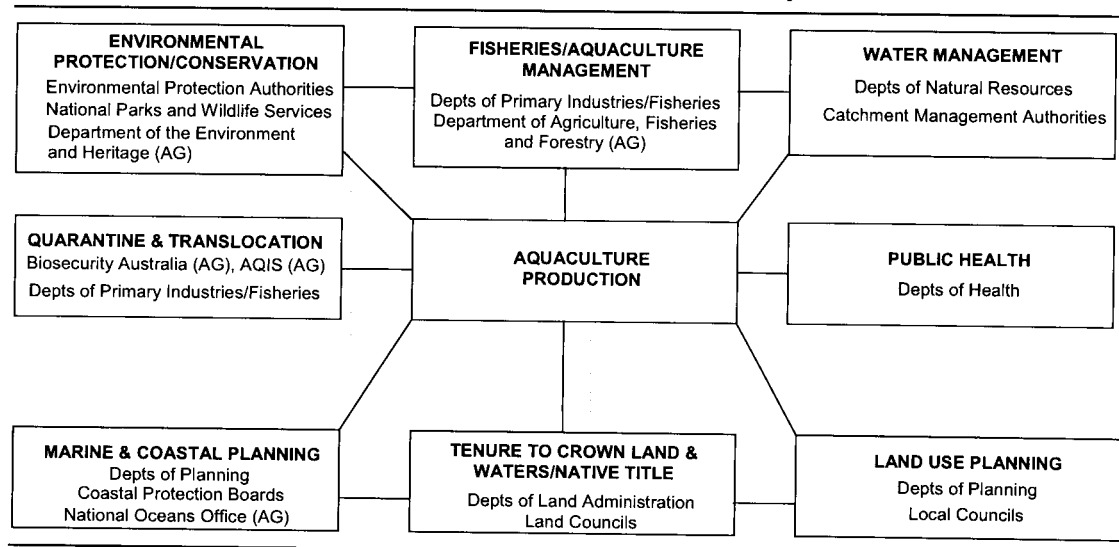 ENVIRONMENTAL
PROTECTION/CONSERVATION
Environmental Protection Authorities
National Parks and Wildlife Services
Department of the Environment
and Heritage (AG)
FISHERIES/AQUACULTURE
MANAGEMENT
Depts of Primary Industries/Fisheries
Department of Agriculture, Fisheries
and Forestry (AG)
WATER MANAGEMENT
Depts of Natural Resources
Catchment Management Authorities
QUARANTINE & TRANSLOCATION
Biosecurity Australia (AG), AQIS (AG)
Depts of Primary Industries/Fisheries
AQUACULTURE
PRODUCTION
PUBLIC HEALTH
Depts of Health
MARINE & COASTAL PLANNING
Depts of Planning
Coastal Protection Boards
National Oceans Office (AG)
TENURE TO CROWN LAND &
WATERS/NATIVE TITLE
Depts of Land Administration
Land Councils
LAND USE PLANNING
Depts of Planning
Local Councils